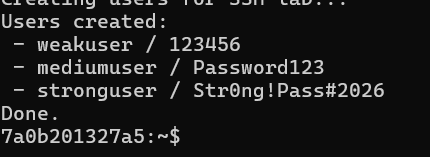 Creating users for SSH lab...
Users created:
 - weakuser / 123456
 - mediumuser / Password123
 - stronguser / Str0ng!Pass#2026
Done.
7a0b201327a5:~$